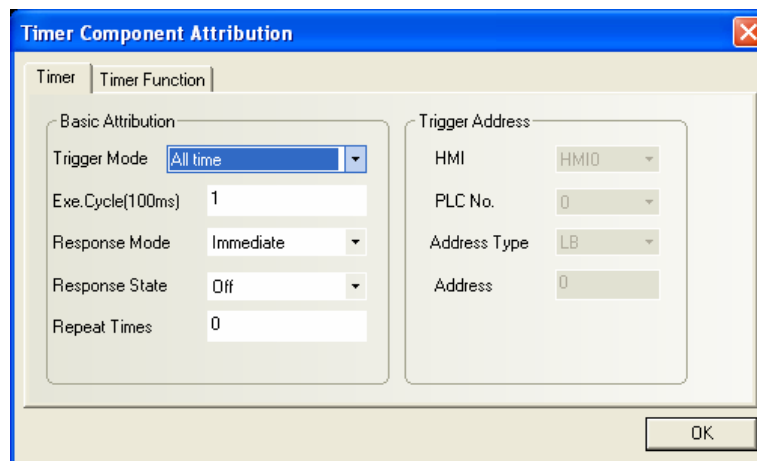 Timer Component Attribution
Timer Timer Function
Basic Attribution
Trigger Mode All time
Exe.Cycle(100ms) 1
Response Mode Immediate
Response State Off
Repeat Times 0
Trigger Address
HMI HMI0
PLC No. 0
Address Type LB
Address 0
OK